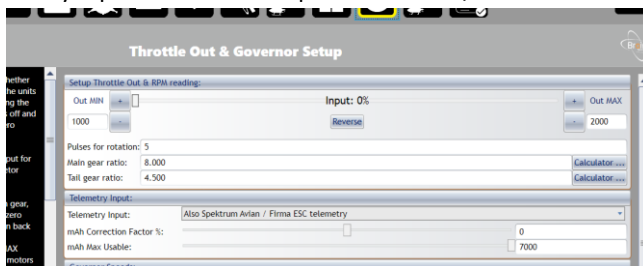 Throttle Out & Governor Setup
hether
he units
ng the
off and
ero
put for
etor
gear,
zero
n back
AX
motors
Setup Throttle Out & RPM reading:
Out MIN + Input: 0% + Out MAX
1000 - Reverse - 2000
Pulses for rotation: 5
Main gear ratio: 8.000 Calculator ...
Tail gear ratio: 4.500 Calculator ...
Telemetry Input:
Telemetry Input: Also Spektrum Avian / Firma ESC telemetry
mAh Correction Factor %: 0
mAh Max Usable: 7000